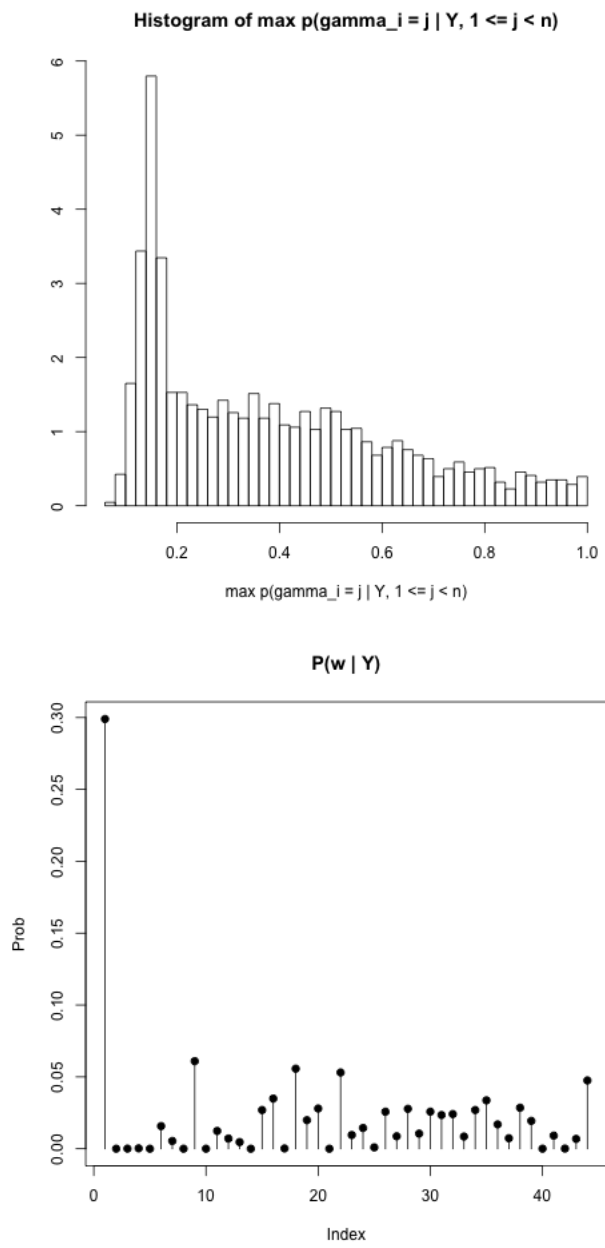 Histogram of max p(gamma_i = j | Y, 1 <= j < n)
6
5
4
3
2
1
0
0.2 0.4 0.6 0.8 1.0
max p(gamma_i = j | Y, 1 <= j < n)
P(w | Y)
0.30
0.25
0.20
0.15
0.10
0.05
0.00
Prob
0 10 20 30 40
Index